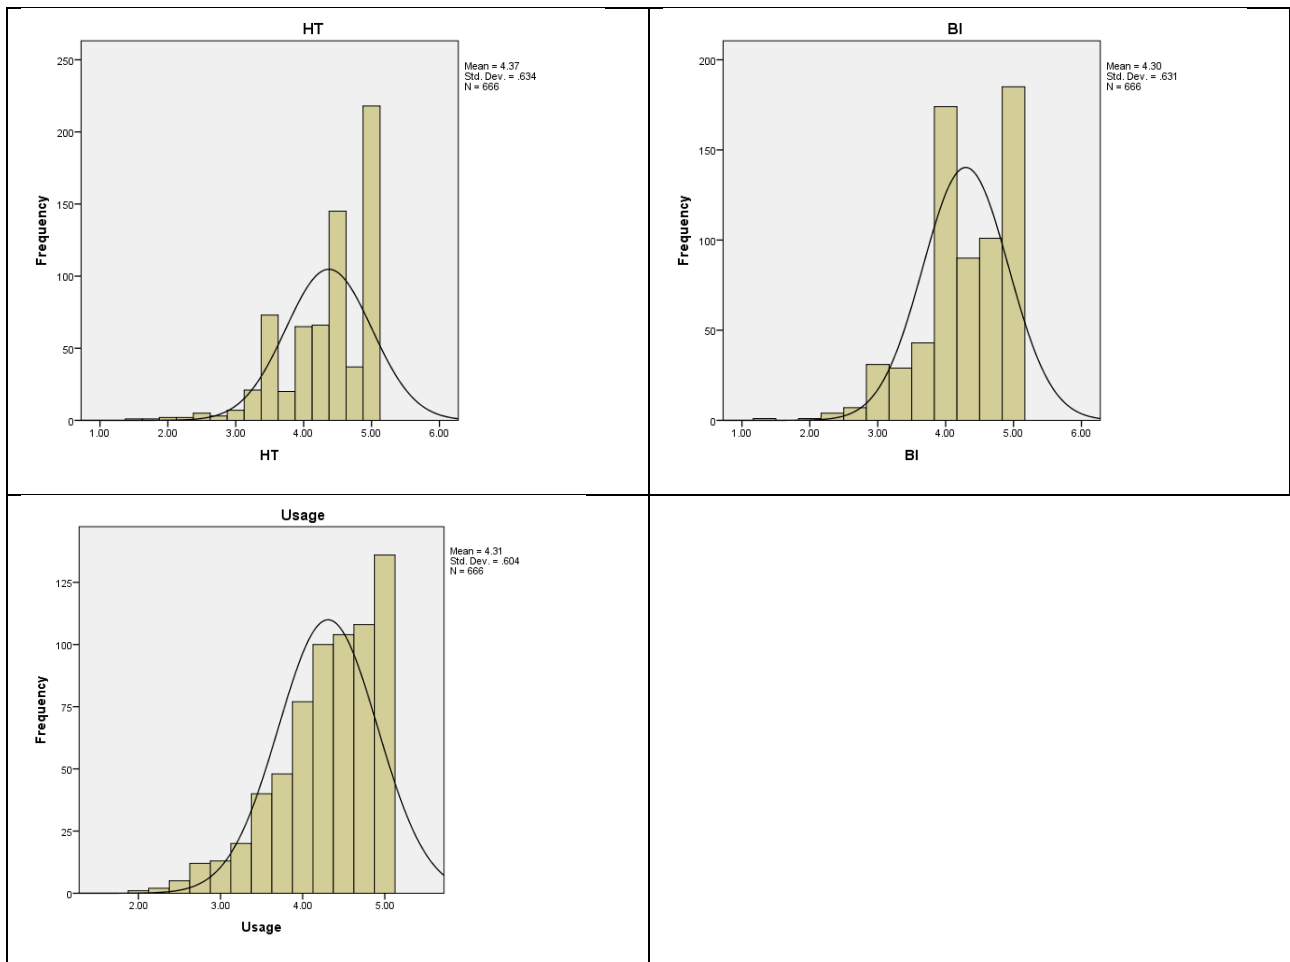 HT
250
200
150
100
50
0
Frequency
1.00 2.00 3.00 4.00 5.00 6.00
HT
Mean = 4.37
Std. Dev. = .634
N = 666
BI
200
150
100
50
0
Frequency
1.00 2.00 3.00 4.00 5.00 6.00
BI
Mean = 4.30
Std. Dev. = .631
N = 666
Usage
125
100
75
50
25
0
Frequency
2.00 3.00 4.00 5.00
Usage
Mean = 4.31
Std. Dev. = .604
N = 666